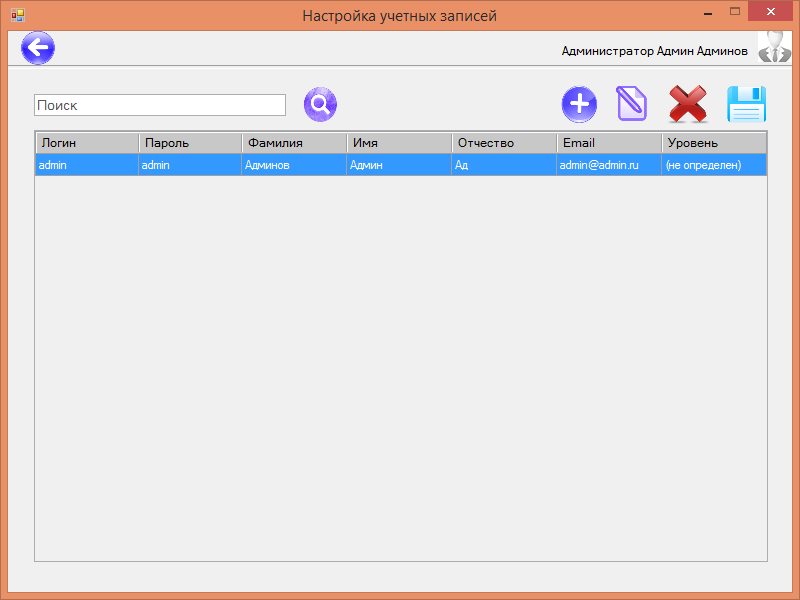 Настройка учетных записей
Администратор Админ Админов
Поиск
Логин Пароль Фамилия Имя Отчество Email Уровень
admin admin Админов Админ Ад admin@admin.ru (не определен)